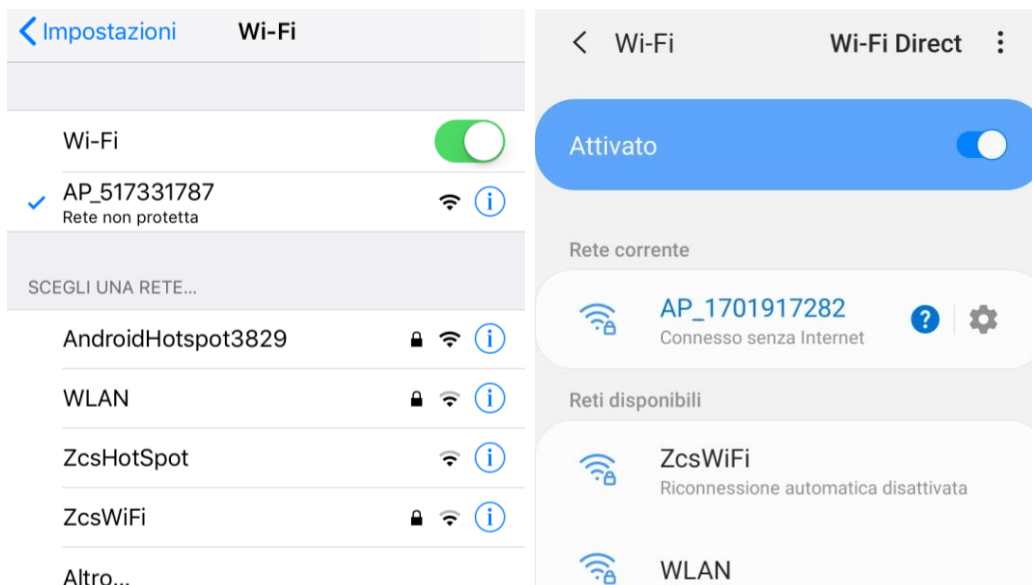 Impostazioni Wi-Fi
Wi-Fi
AP_517331787
Rete non protetta
SCEGLI UNA RETE...
AndroidHotspot3829
WLAN
ZcsHotSpot
ZcsWiFi
Altro...
Wi-Fi Wi-Fi Direct
Attivato
Rete corrente
AP_1701917282
Connesso senza Internet
Reti disponibili
ZcsWiFi
Riconnessione automatica disattivata
WLAN